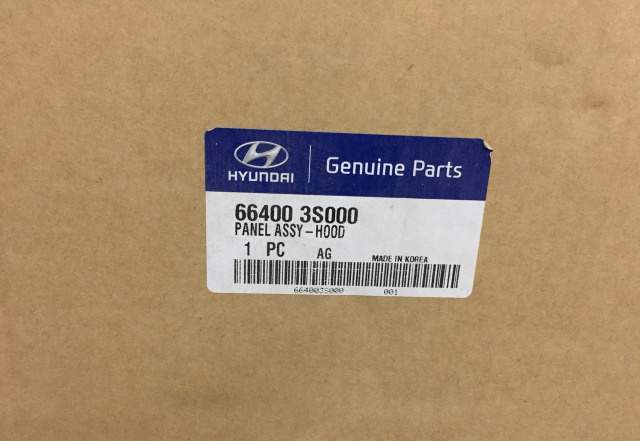 HYUNDAI
Genuine Parts
66400 3S000
PANEL ASSY-HOOD
1 PC AG MADE IN KOREA
664003S000 001